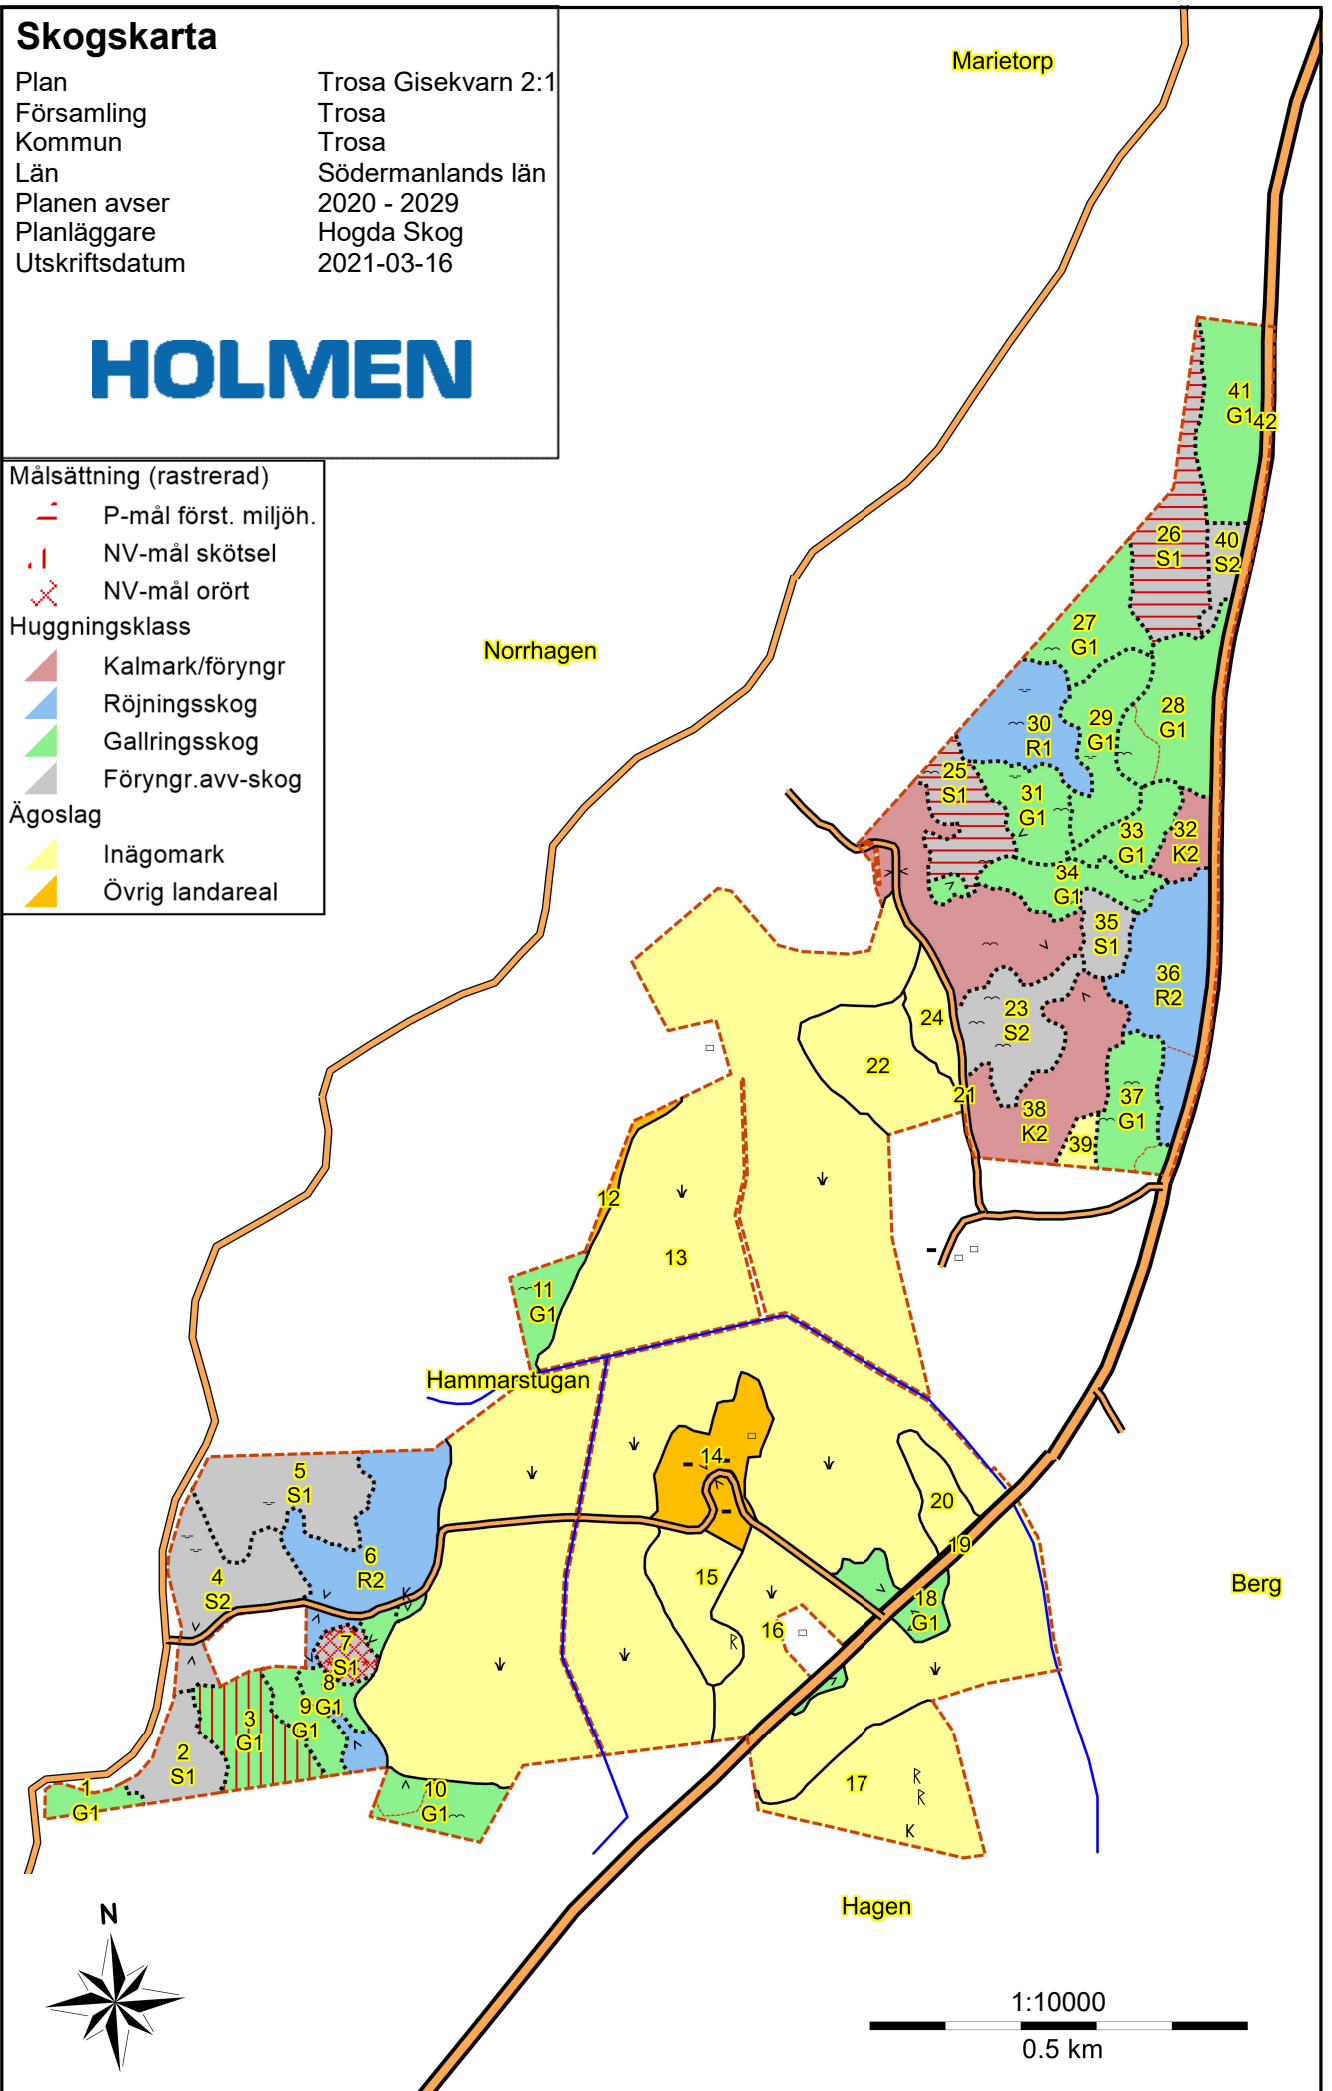 Skogskarta
Plan Trosa Gisekvarn 2:1
Församling Trosa
Kommun Trosa
Län Södermanlands län
Planen avser 2020 - 2029
Planläggare Hogda Skog
Utskriftsdatum 2021-03-16
HOLMEN
Målsättning (rastrerad)
P-mål först. miljöh.
NV-mål skötsel
NV-mål orört
Huggningsklass
Kalmark/föryngr
Röjningsskog
Gallringsskog
Föryngr.avv-skog
Ägoslag
Inägomark
Övrig landareal
Marietorp
Norrhagen
41
G1
42
26
S1
40
S2
27
G1
28
G1
29
G1
30
R1
25
S1
31
G1
33
G1
32
K2
34
G1
35
S1
36
R2
23
S2
24
22
21
38
K2
39
37
G1
12
13
11
G1
Hammarstugan
14
20
19
5
S1
6
R2
4
S2
15
16
18
G1
Berg
7
S1
8
G1
9
G1
3
G1
2
S1
1
G1
10
G1
17
R
R
R
K
K
Hagen
N
1:10000
0.5 km